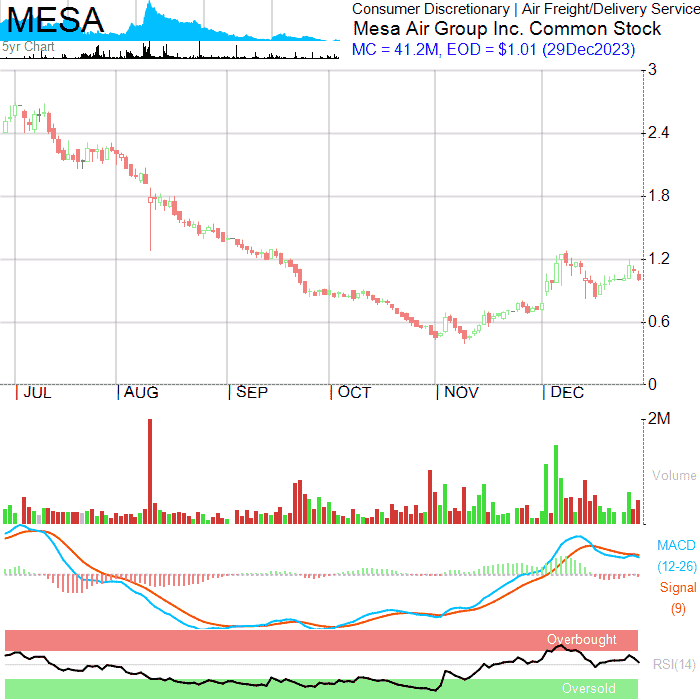 MESA
5yr Chart
Consumer Discretionary | Air Freight/Delivery Service
Mesa Air Group Inc. Common Stock
MC = 41.2M, EOD = $1.01 (29Dec2023)
3
2.4
1.8
1.2
0.6
0
JUL AUG SEP OCT NOV DEC
2M
Volume
MACD
(12-26)
Signal
(9)
Overbought
RSI(14)
Oversold